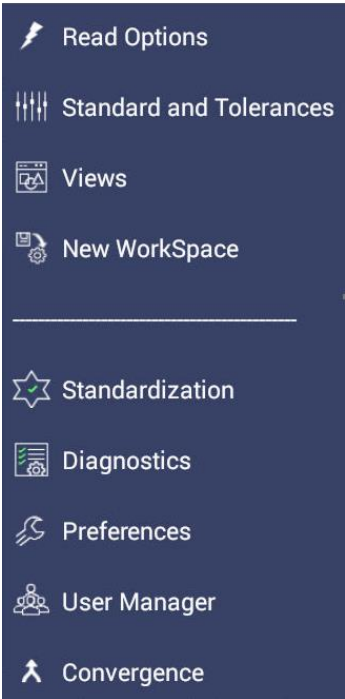 Read Options
Standard and Tolerances
Views
New WorkSpace
Standardization
Diagnostics
Preferences
User Manager
Convergence